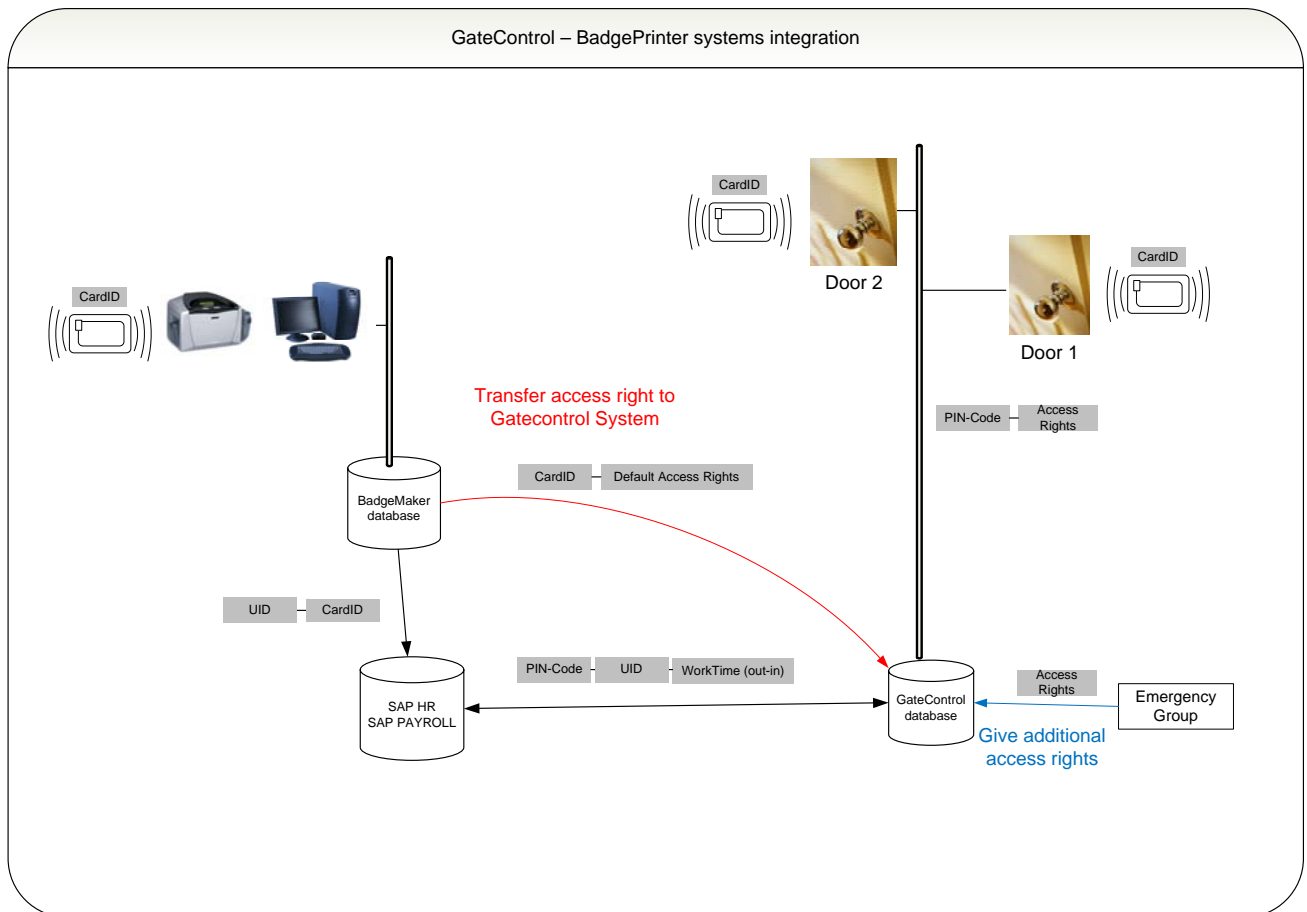 GateControl – BadgePrinter systems integration
CardID
Door 2
CardID
Door 1
CardID
Transfer access right to
Gatecontrol System
PIN-Code
Access
Rights
CardID
Default Access Rights
BadgeMaker
database
UID
CardID
PIN-Code
UID
WorkTime (out-in)
SAP HR
SAP PAYROLL
GateControl
database
Access
Rights
Emergency
Group
Give additional
access rights